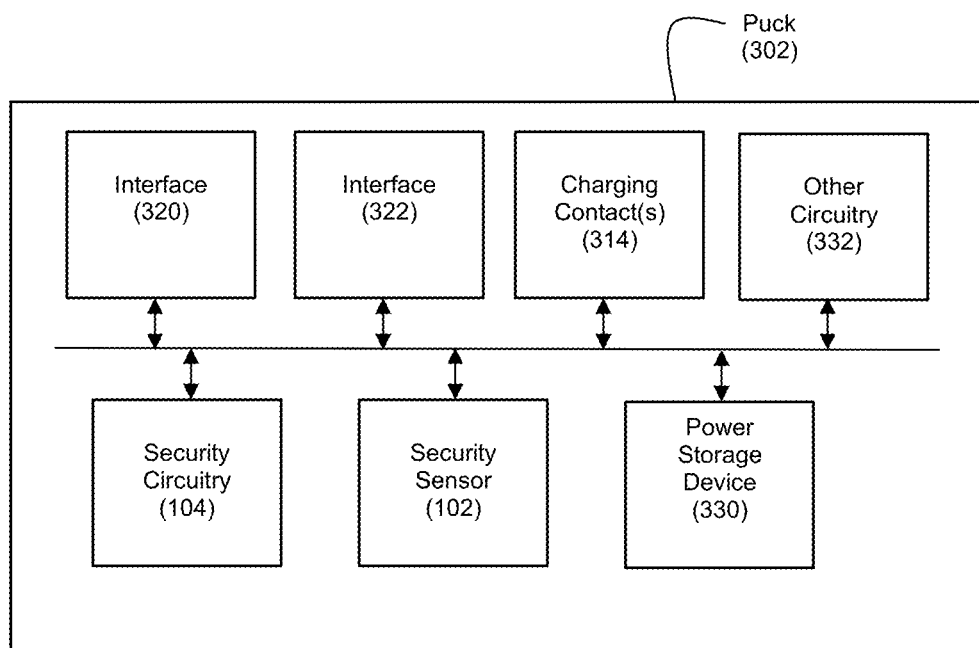 Puck
(302)
Interface
(320)
Interface
(322)
Charging
Contact(s)
(314)
Other
Circuitry
(332)
Security
Circuitry
(104)
Security
Sensor
(102)
Power
Storage
Device
(330)